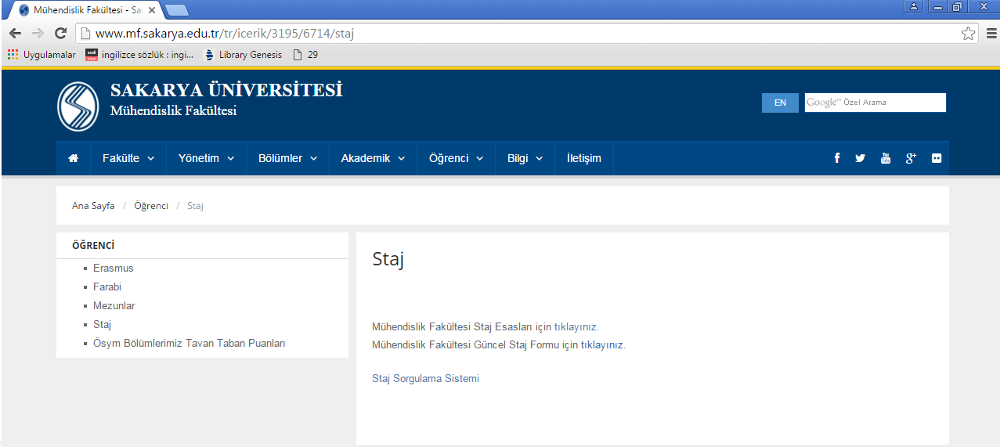 Mühendislik Fakültesi - Sa
www.mf.sakarya.edu.tr/tr/icerik/3195/6714/staj
Uygulamalar ingilizce sözlük : ingi... Library Genesis 29
SAKARYA ÜNİVERSİTESİ
Mühendislik Fakültesi
EN Google™ Özel Arama
Fakülte Yönetim Bölümler Akademik Öğrenci Bilgi İletişim
Ana Sayfa / Öğrenci / Staj
ÖĞRENCİ
Erasmus
Farabi
Mezunlar
Staj
Ösym Bölümlerimiz Tavan Taban Puanları
Staj
Mühendislik Fakültesi Staj Esasları için tıklayınız.
Mühendislik Fakültesi Güncel Staj Formu için tıklayınız.
Staj Sorgulama Sistemi